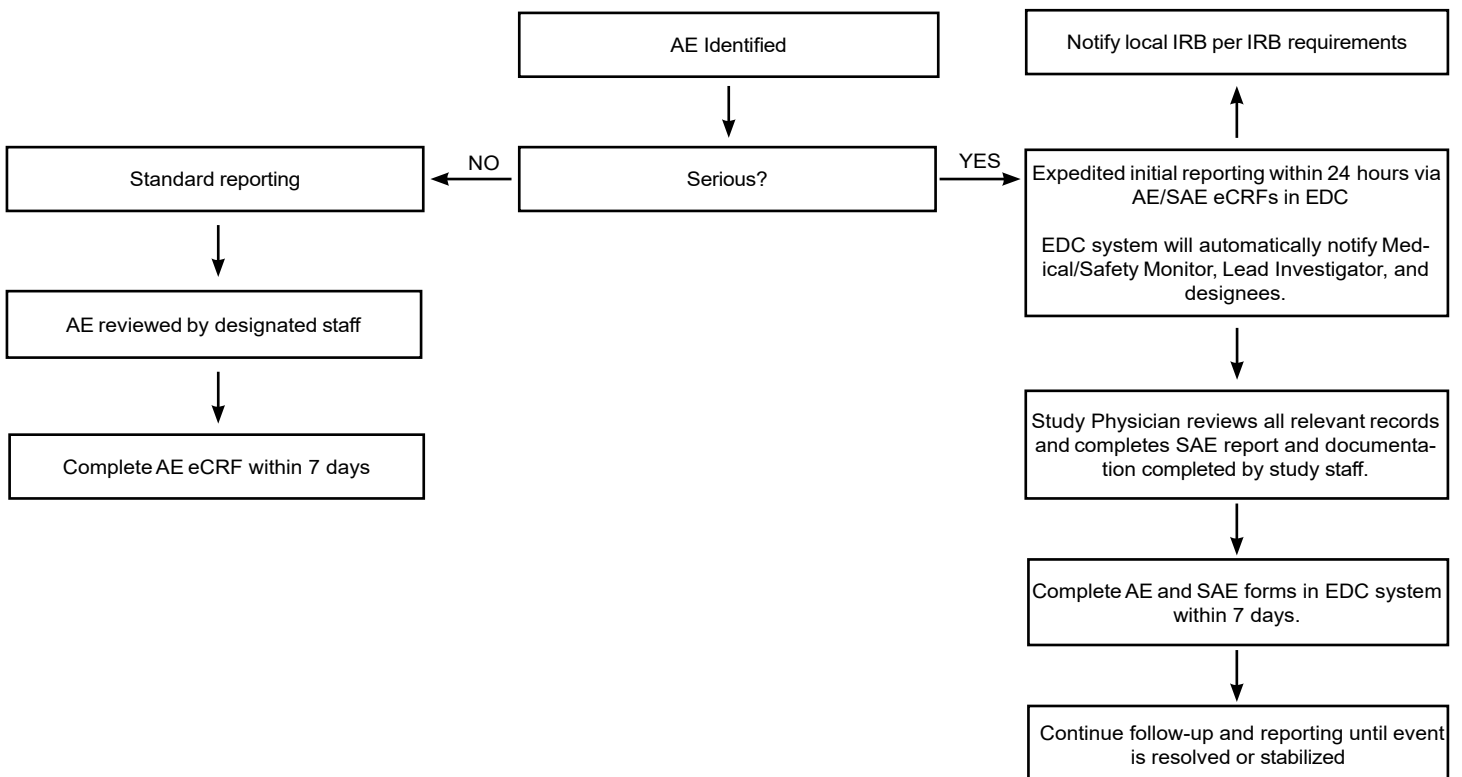 AE Identified
Notify local IRB per IRB requirements
Standard reporting
NO
Serious?
YES
Expedited initial reporting within 24 hours via
AE/SAE eCRFs in EDC
EDC system will automatically notify Med-
ical/Safety Monitor, Lead Investigator, and
designees.
AE reviewed by designated staff
Complete AE eCRF within 7 days
Study Physician reviews all relevant records
and completes SAE report and documenta-
tion completed by study staff.
Complete AE and SAE forms in EDC system
within 7 days.
Continue follow-up and reporting until event
is resolved or stabilized